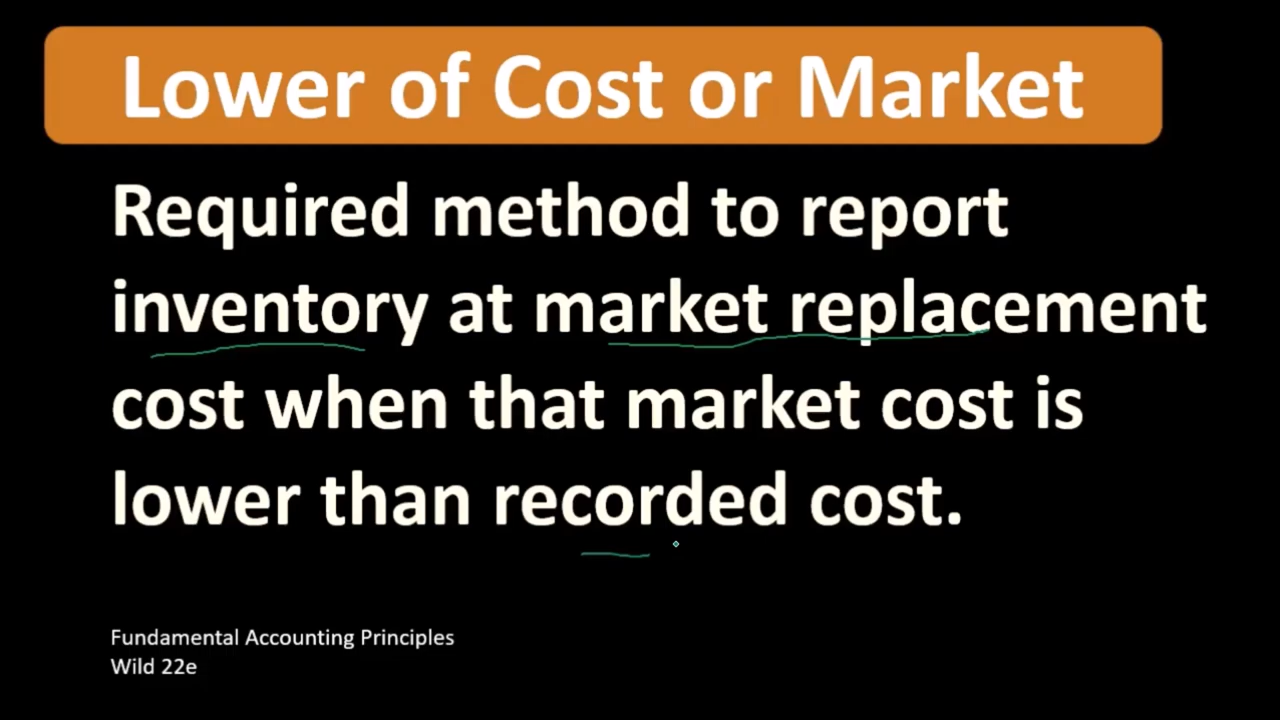 Lower of Cost or Market
Required method to report
inventory at market replacement
cost when that market cost is
lower than recorded cost.
Fundamental Accounting Principles
Wild 22e